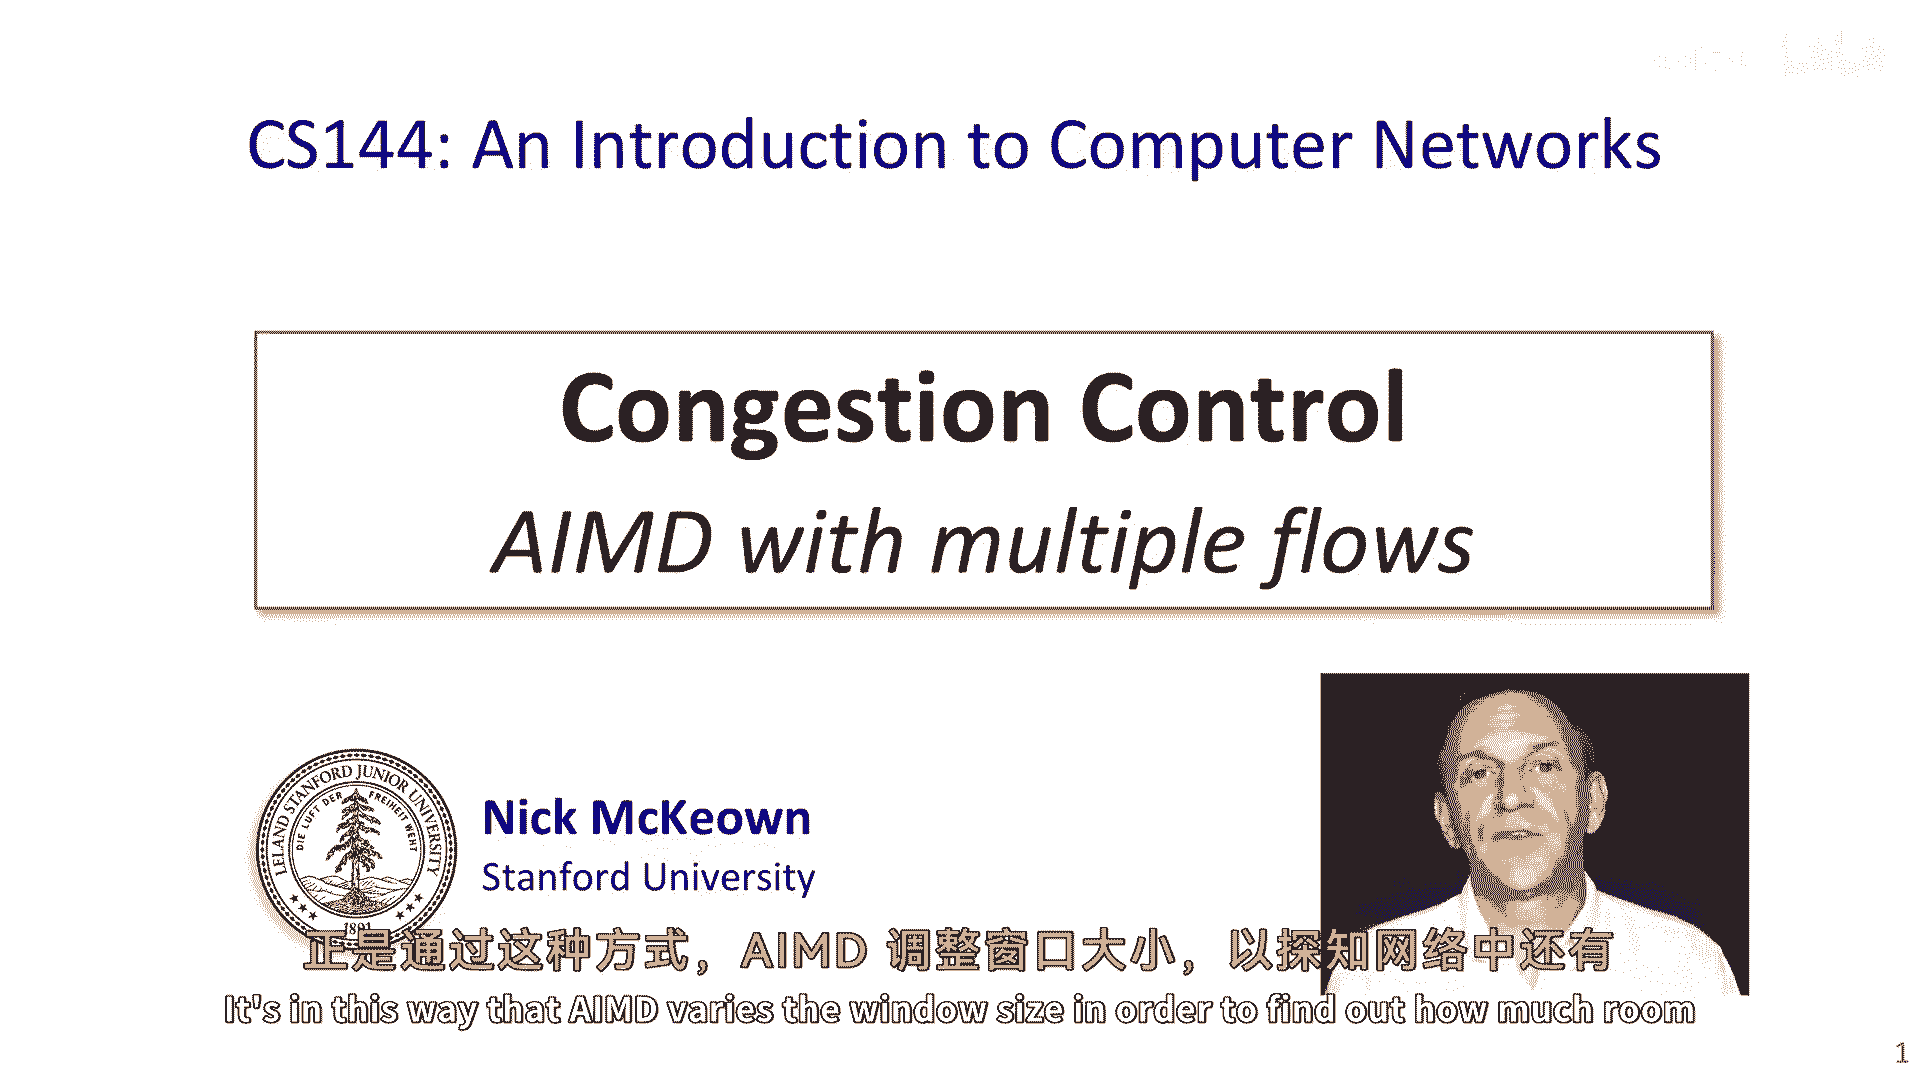 CS144: An Introduction to Computer Networks
Congestion Control
AIMD with multiple flows
LELAND STANFORD JUNIOR UNIVERSITY
DIE LUFT DER FREIHEIT WEHT
1891
Nick McKeown
Stanford University
正是通过这种方式，AIMD 调整窗口大小，以探知网络中还有
It's in this way that AIMD varies the window size in order to find out how much room
1